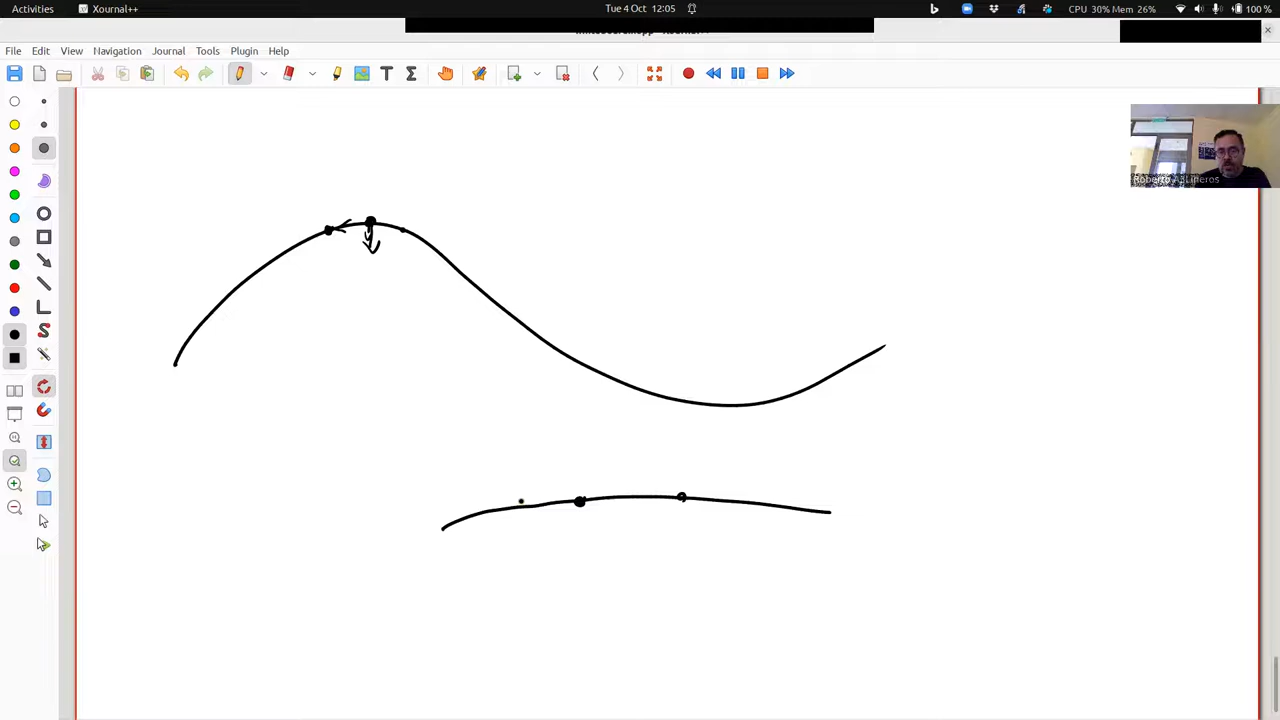 Activities Xournal++ Tue 4 Oct 12:05 CPU 30% Mem 26% 100 %
File Edit View Navigation Journal Tools Plugin Help